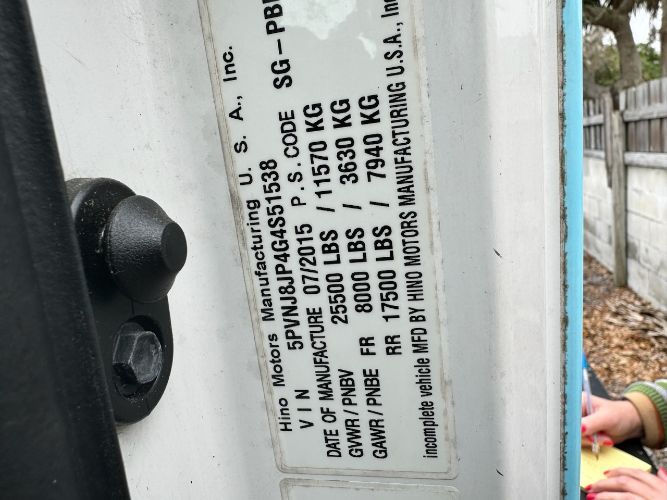 Hino Motors Manufacturing U. S. A., Inc.
VIN 5PVNJ8JP4G4S51538
DATE OF MANUFACTURE 07/2015 P.S. CODE SG-
GVWR / PNBV 25500 LBS / 11570 KG
GAWR / PNBE FR 8000 LBS / 3630 KG
RR 17500 LBS / 7940 KG
incomplete vehicle MFD BY HINO MOTORS MANUFACTURING U.S.A., Inc